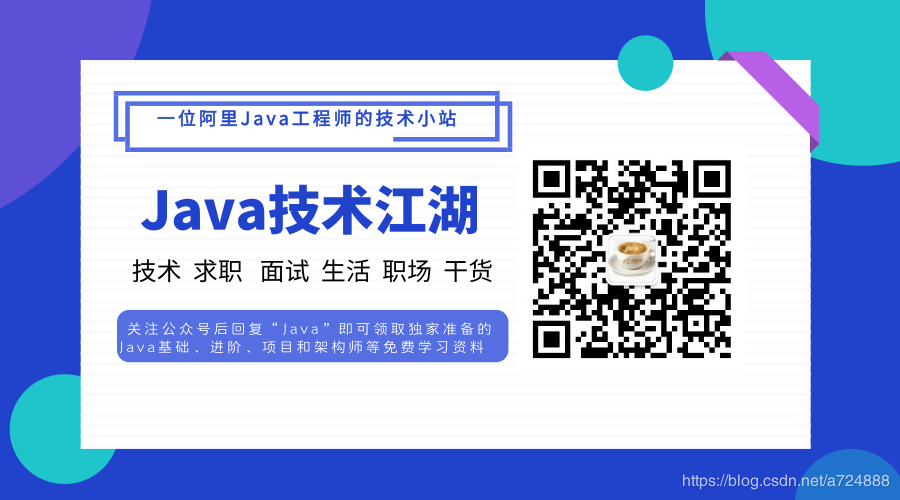 一位阿里Java工程师的技术小站
Java技术江湖
技术 求职 面试 生活 职场 干货
关注公众号后回复“Java”即可领取独家准备的
Java基础、进阶、项目和架构师等免费学习资料
https://blog.csdn.net/a724888